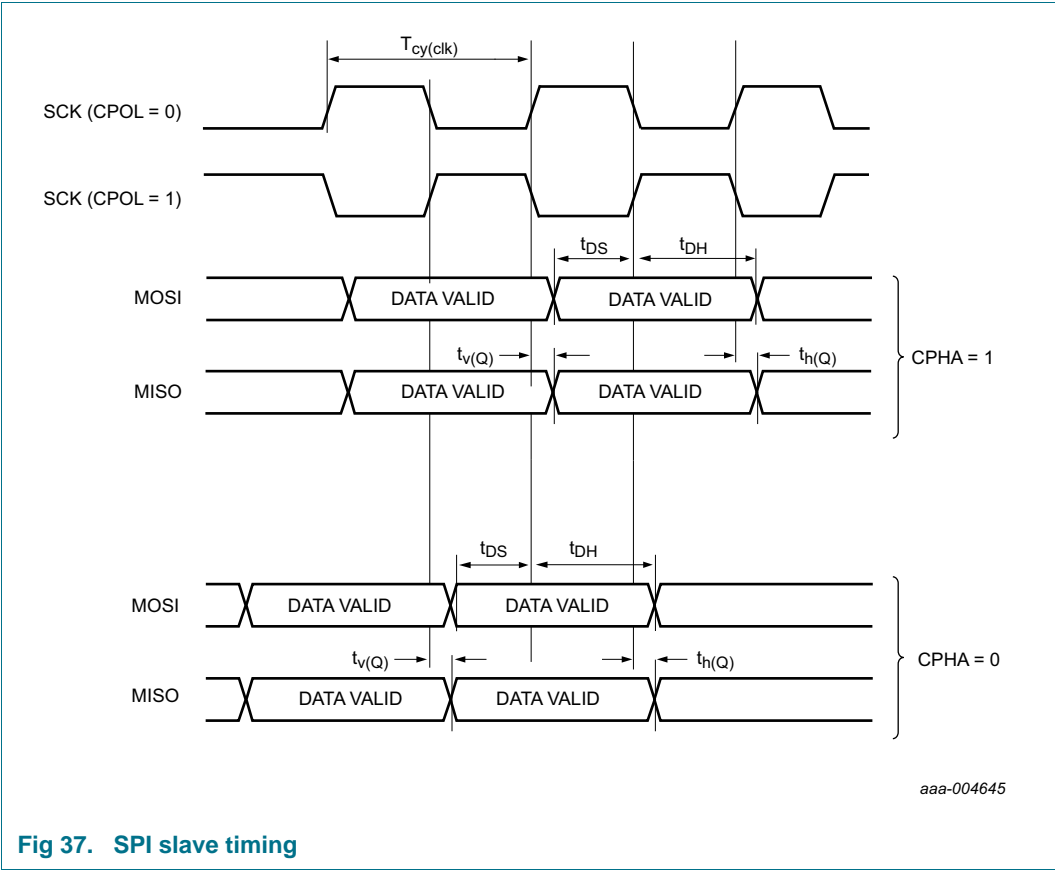 Tcy(clk)
SCK (CPOL = 0)
SCK (CPOL = 1)
tDS tDH
MOSI DATA VALID DATA VALID
tv(Q) th(Q)
CPHA = 1
MISO DATA VALID DATA VALID
tDS tDH
MOSI DATA VALID DATA VALID
tv(Q) th(Q)
CPHA = 0
MISO DATA VALID DATA VALID
aaa-004645
Fig 37. SPI slave timing